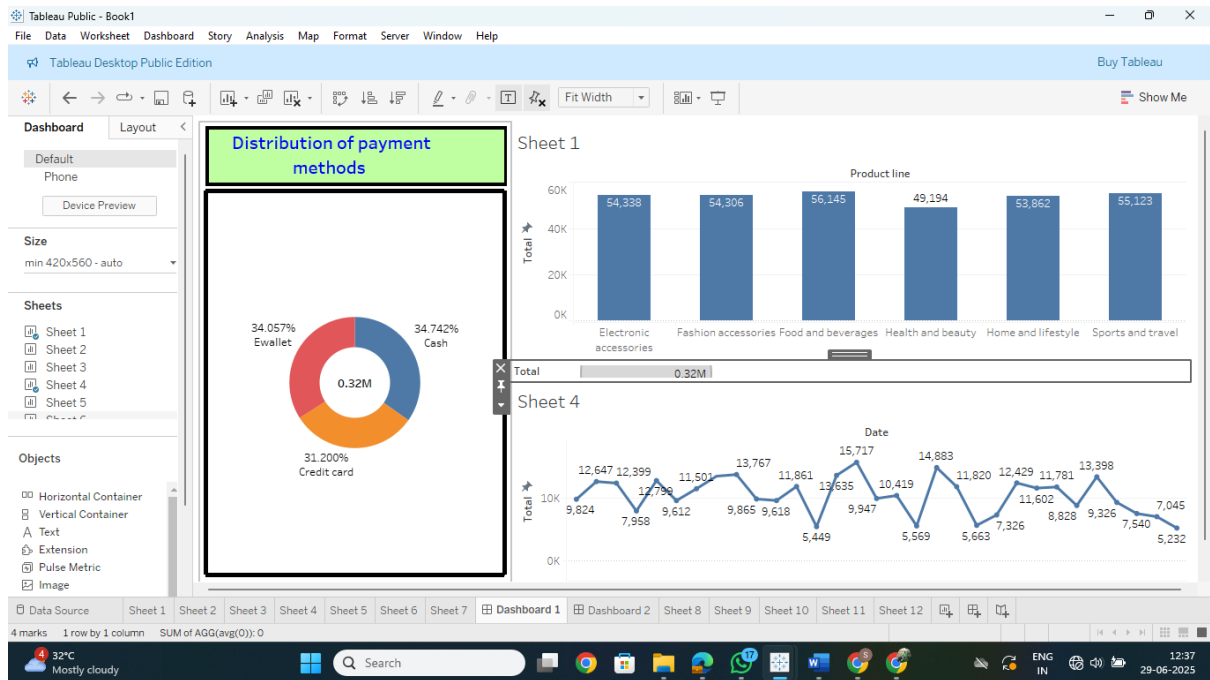 Tableau Public - Book1
File Data Worksheet Dashboard Story Analysis Map Format Server Window Help
Tableau Desktop Public Edition
Buy Tableau
Fit Width
Show Me
Dashboard
Layout
Default
Phone
Device Preview
Size
min 420x560 - auto
Sheets
Sheet 1
Sheet 2
Sheet 3
Sheet 4
Sheet 5
Objects
Horizontal Container
Vertical Container
Text
Extension
Pulse Metric
Image
Distribution of payment
methods
34.057%
Ewallet
34.742%
Cash
0.32M
31.200%
Credit card
Sheet 1
Product line
Total
60K
40K
20K
0K
54,338
54,306
56,145
49,194
53,862
55,123
Electronic
accessories
Fashion accessories
Food and beverages
Health and beauty
Home and lifestyle
Sports and travel
Total
0.32M
Sheet 4
Date
Total
10K
0K
9,824
12,647
12,399
7,958
12,799
9,612
11,501
13,767
9,865
9,618
11,861
5,449
13,635
15,717
9,947
10,419
5,569
14,883
11,820
5,663
7,326
12,429
11,602
11,781
8,828
13,398
9,326
7,540
7,045
5,232
Data Source
Sheet 1
Sheet 2
Sheet 3
Sheet 4
Sheet 5
Sheet 6
Sheet 7
Dashboard 1
Dashboard 2
Sheet 8
Sheet 9
Sheet 10
Sheet 11
Sheet 12
4 marks 1 row by 1 column SUM of AGG(avg(0)): 0
4
32°C
Mostly cloudy
Search
17
S
ENG
IN
12:37
29-06-2025